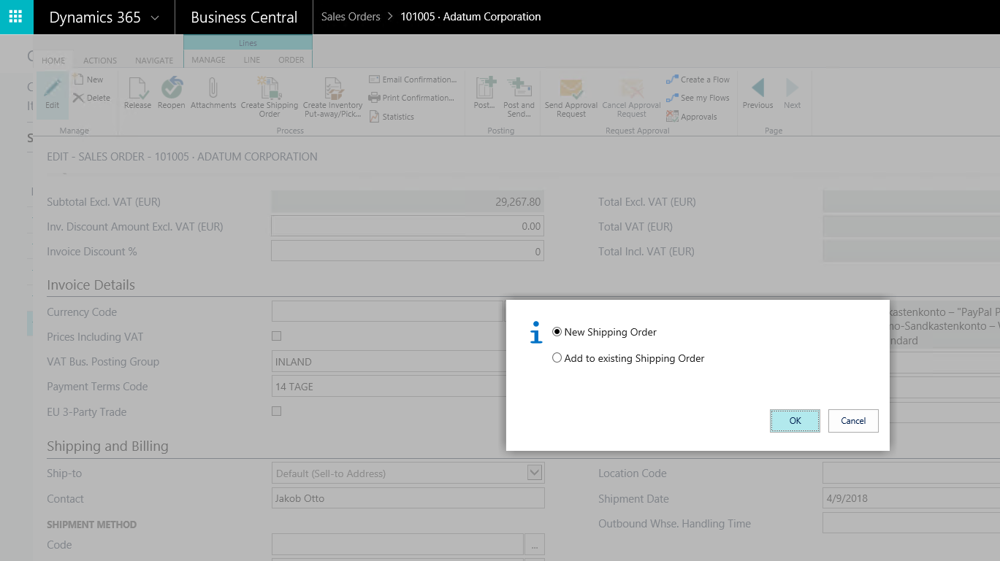 Dynamics 365
Business Central
Sales Orders > 101005 · Adatum Corporation
Lines
HOME ACTIONS NAVIGATE MANAGE LINE ORDER
Edit
New
Delete
Manage
Release
Reopen
Attachments
Create Shipping
Order
Create Inventory
Put-away/Pick...
Email Confirmation...
Print Confirmation...
Statistics
Process
Post...
Post and
Send...
Posting
Send Approval
Request
Cancel Approval
Request
Create a Flow
See my Flows
Approvals
Request Approval
Previous
Next
Page
EDIT - SALES ORDER - 101005 · ADATUM CORPORATION
Subtotal Excl. VAT (EUR) 29,267.80 Total Excl. VAT (EUR)
Inv. Discount Amount Excl. VAT (EUR) 0.00 Total VAT (EUR)
Invoice Discount % 0 Total Incl. VAT (EUR)
Invoice Details
Currency Code
Prices Including VAT
VAT Bus. Posting Group INLAND
Payment Terms Code 14 TAGE
EU 3-Party Trade
kastenkonto – "PayPal P
no-Sandkastenkonto –
ndard
New Shipping Order
Add to existing Shipping Order
OK Cancel
Shipping and Billing
Ship-to Default (Sell-to Address) Location Code
Contact Jakob Otto Shipment Date 4/9/2018
SHIPMENT METHOD Outbound Whse. Handling Time
Code ...